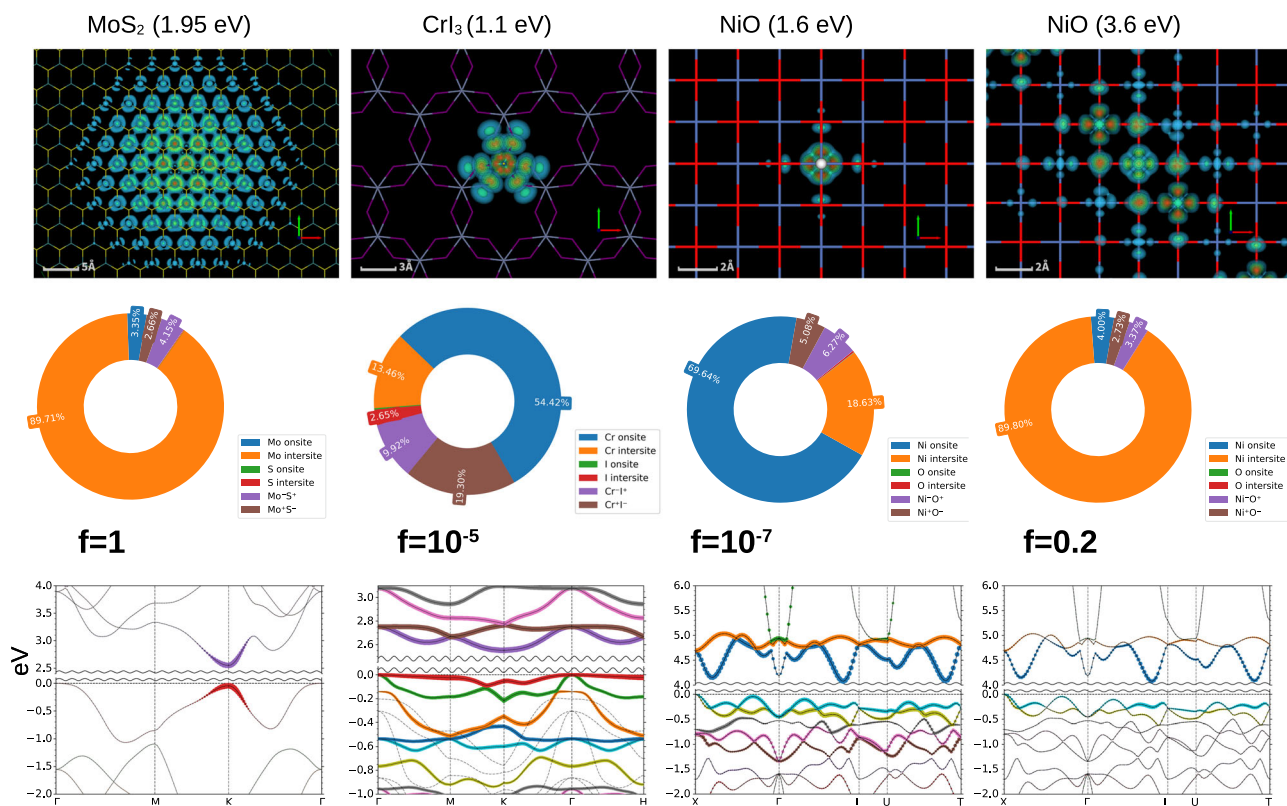 MoS₂ (1.95 eV)
CrI₃ (1.1 eV)
NiO (1.6 eV)
NiO (3.6 eV)
5Å
3Å
2Å
2Å
3.35%
2.66%
4.15%
89.71%
Mo onsite
Mo intersite
S onsite
S intersite
Mo⁻S⁺
Mo⁺S⁻
13.46%
54.42%
2.65%
9.92%
19.30%
Cr onsite
Cr intersite
I onsite
I intersite
Cr⁻I⁺
Cr⁺I⁻
5.08%
6.27%
69.64%
18.63%
Ni onsite
Ni intersite
O onsite
O intersite
Ni⁻O⁺
Ni⁺O⁻
4.00%
2.73%
3.37%
89.80%
Ni onsite
Ni intersite
O onsite
O intersite
Ni⁻O⁺
Ni⁺O⁻
f=1
f=10⁻⁵
f=10⁻⁷
f=0.2
eV
4.0
3.5
3.0
2.5
0.0
−0.5
−1.0
−1.5
−2.0
Γ M K Γ
3.0
2.8
2.6
0.0
−0.2
−0.4
−0.6
−0.8
−1.0
Γ M K Γ H
6.0
5.5
5.0
4.5
4.0
0.0
−0.5
−1.0
−1.5
−2.0
X Γ I U T
6.0
5.5
5.0
4.5
4.0
0.0
−0.5
−1.0
−1.5
−2.0
X Γ I U T